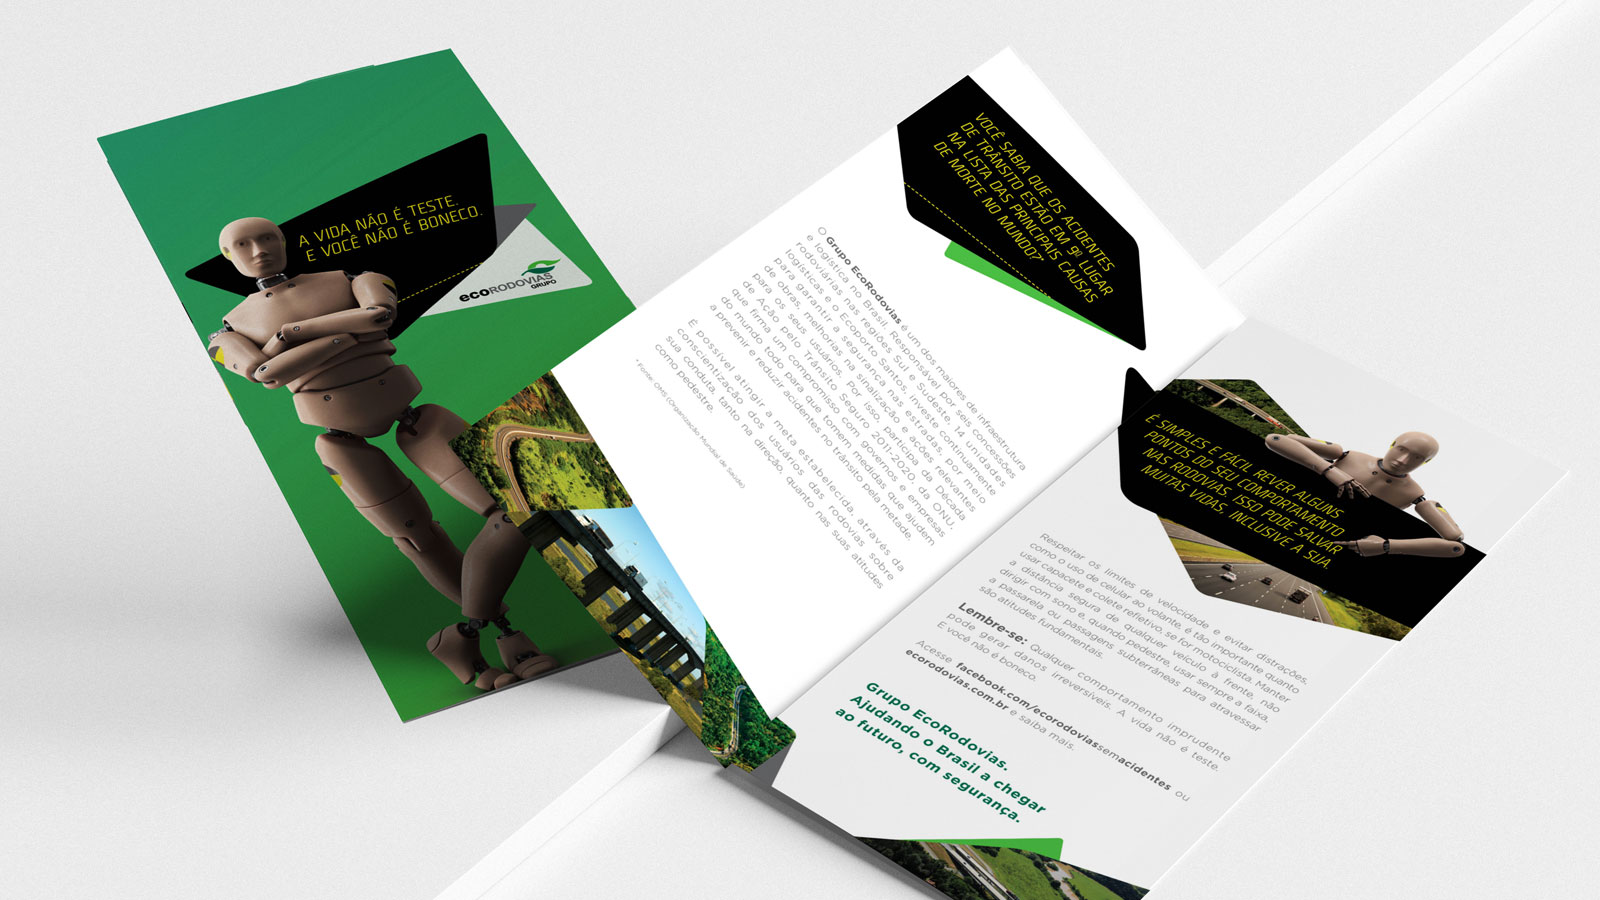 A VIDA NÃO É TESTE.
E VOCÊ NÃO É BONECO.
ecoRODOVIAS
GRUPO
VOCÊ SABIA QUE OS ACIDENTES
DE TRÂNSITO ESTÃO EM 9º LUGAR
NA LISTA DAS PRINCIPAIS CAUSAS
DE MORTE NO MUNDO?*
O Grupo EcoRodovias é um dos maiores de infraestrutura
e logística no Brasil. Responsável por seis concessões
rodoviárias nas regiões Sul e Sudeste, 14 unidades
logísticas e o Ecoporto Santos, investe continuamente
para garantir a segurança nas estradas, por meio
de obras, melhorias na sinalização e ações relevantes
para os seus usuários. Por isso, participa da Década
de Ação pelo Trânsito Seguro 2011-2020, da ONU,
que firma um compromisso com governos e empresas
do mundo todo para que tomem medidas que ajudem
a prevenir e reduzir acidentes no trânsito pela metade.
É possível atingir a meta estabelecida, através da
conscientização dos usuários das rodovias sobre
sua conduta, tanto na direção, quanto nas suas atitudes
como pedestre.
*Fonte: OMS (Organização Mundial de Saúde)
É SIMPLES E FÁCIL REVER ALGUNS
PONTOS DO SEU COMPORTAMENTO
NAS RODOVIAS. ISSO PODE SALVAR
MUITAS VIDAS, INCLUSIVE A SUA.
Respeitar os limites de velocidade e evitar distrações,
como o uso de celular ao volante, é tão importante quanto
usar capacete e colete refletivo, se for motociclista. Manter
a distância segura de qualquer veículo à frente, não
dirigir com sono e, quando pedestre, usar sempre a faixa,
a passarela ou passagens subterrâneas para atravessar
são atitudes fundamentais.
Lembre-se: Qualquer comportamento imprudente
pode gerar danos irreversíveis. A vida não é teste.
E você não é boneco.
Acesse facebook.com/ecorodoviassemacidentes ou
ecorodovias.com.br e saiba mais.
Grupo EcoRodovias.
Ajudando o Brasil a chegar
ao futuro, com segurança.